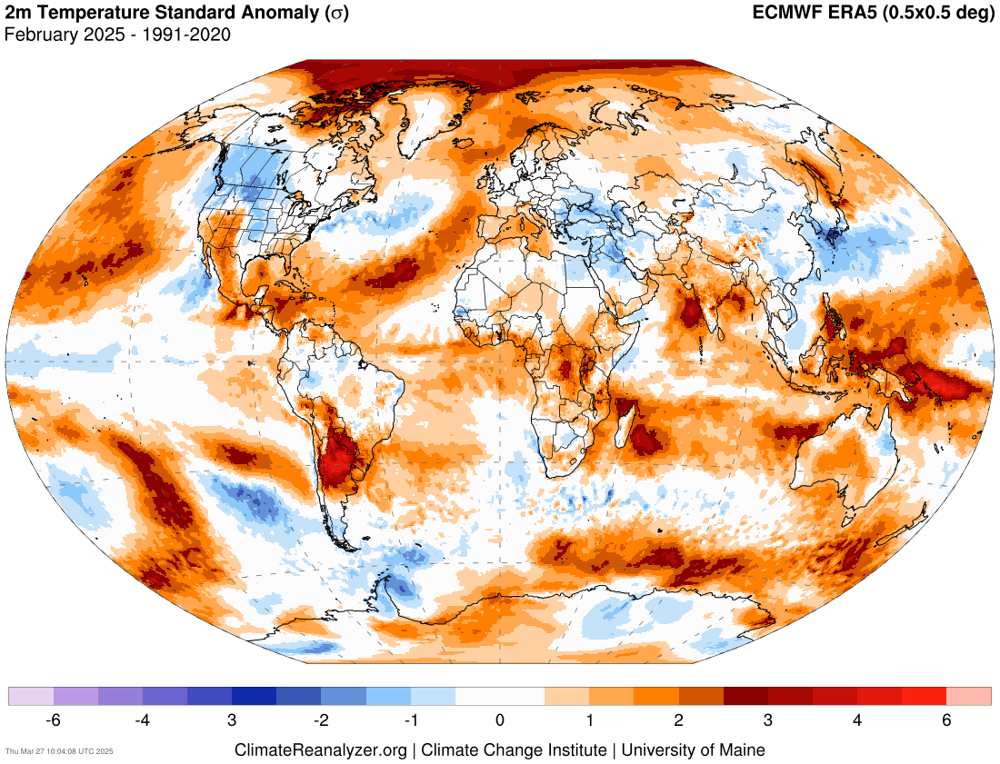 2m Temperature Standard Anomaly (σ)
ECMWF ERA5 (0.5x0.5 deg)
February 2025 - 1991-2020
-6 -4 3 -2 -1 0 1 2 3 4 6
Thu Mar 27 10:04:08 UTC 2025
ClimateReanalyzer.org | Climate Change Institute | University of Maine